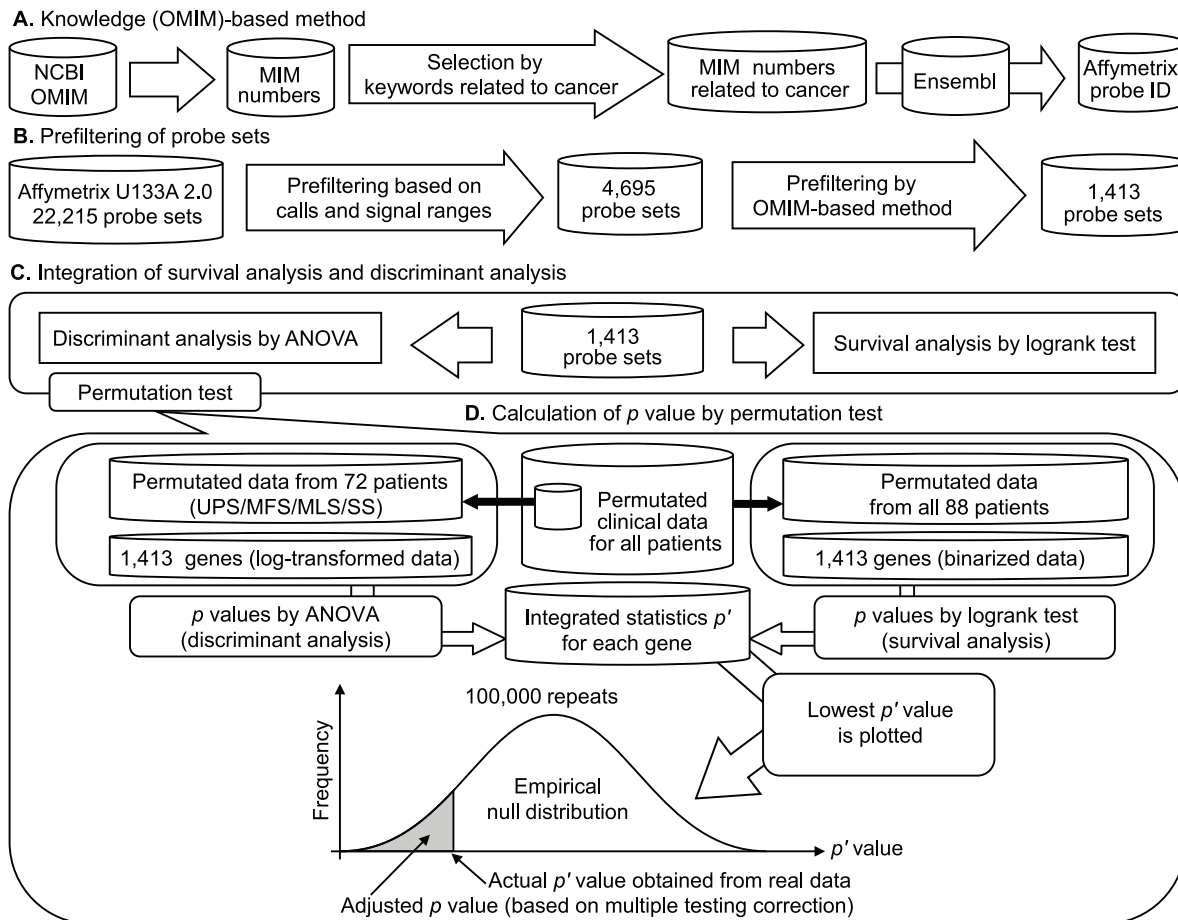 A. Knowledge (OMIM)-based method
NCBI
OMIM
MIM
numbers
Selection by
keywords related to cancer
MIM numbers
related to cancer
Ensembl
Affymetrix
probe ID
B. Prefiltering of probe sets
Affymetrix U133A 2.0
22,215 probe sets
Prefiltering based on
calls and signal ranges
4,695
probe sets
Prefiltering by
OMIM-based method
1,413
probe sets
C. Integration of survival analysis and discriminant analysis
Discriminant analysis by ANOVA
1,413
probe sets
Survival analysis by logrank test
Permutation test
D. Calculation of p value by permutation test
Permutated data from 72 patients
(UPS/MFS/MLS/SS)
1,413 genes (log-transformed data)
Permutated
clinical data
for all patients
Permutated data
from all 88 patients
1,413 genes (binarized data)
p values by ANOVA
(discriminant analysis)
Integrated statistics p'
for each gene
p values by logrank test
(survival analysis)
100,000 repeats
Lowest p' value
is plotted
Frequency
Empirical
null distribution
p' value
Actual p' value obtained from real data
Adjusted p value (based on multiple testing correction)